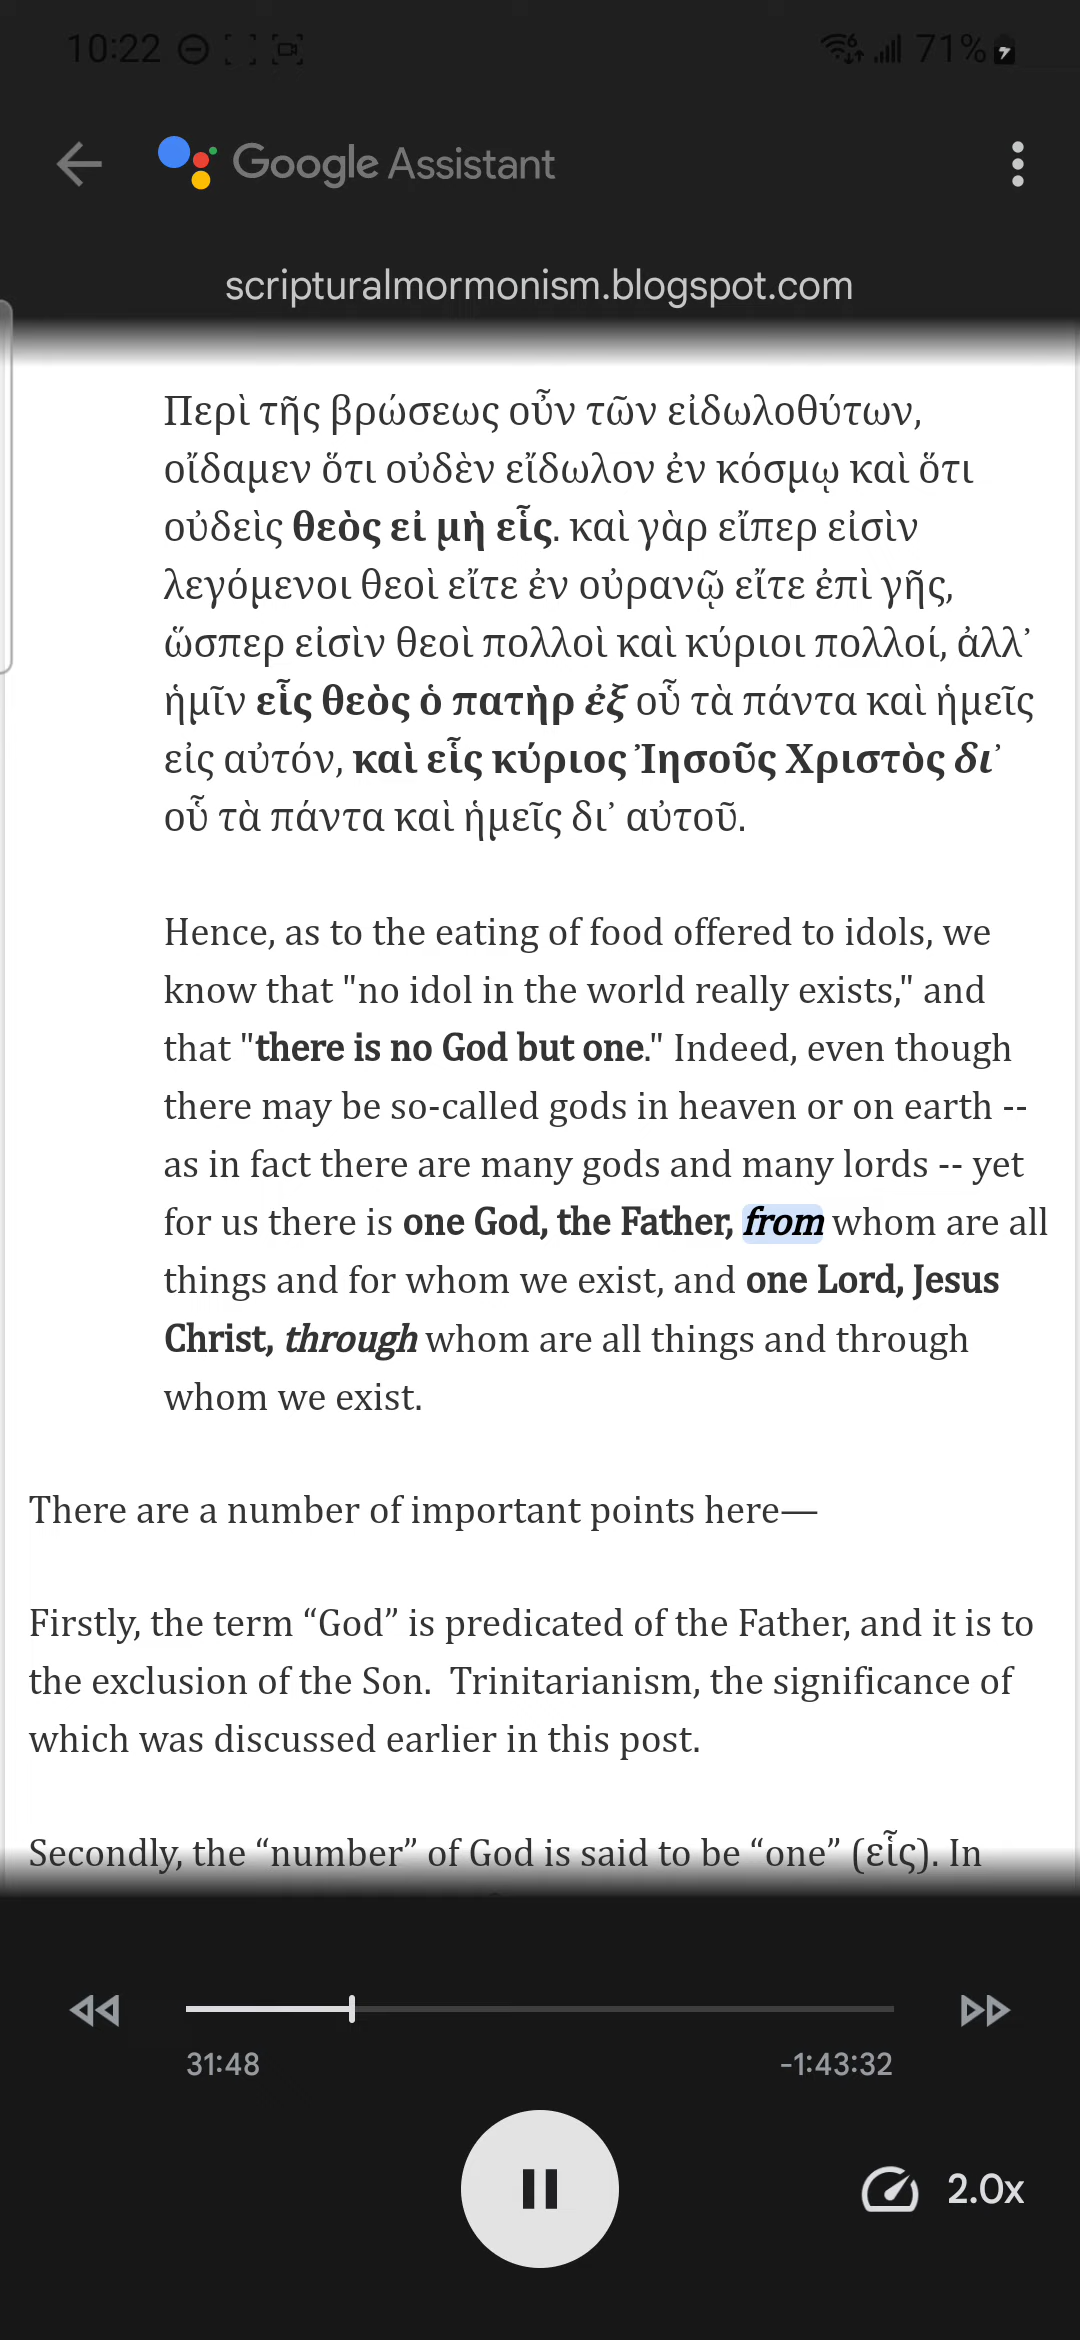 10:22
71%
Google Assistant
scripturalmormonism.blogspot.com
Περὶ τῆς βρώσεως οὖν τῶν εἰδωλοθύτων,
οἴδαμεν ὅτι οὐδὲν εἴδωλον ἐν κόσμῳ καὶ ὅτι
οὐδεὶς θεὸς εἰ μὴ εἷς. καὶ γὰρ εἴπερ εἰσὶν
λεγόμενοι θεοὶ εἴτε ἐν οὐρανῷ εἴτε ἐπὶ γῆς,
ὥσπερ εἰσὶν θεοὶ πολλοὶ καὶ κύριοι πολλοί, ἀλλ᾽
ἡμῖν εἷς θεὸς ὁ πατὴρ ἐξ οὗ τὰ πάντα καὶ ἡμεῖς
εἰς αὐτόν, καὶ εἷς κύριος Ἰησοῦς Χριστὸς δι᾽
οὗ τὰ πάντα καὶ ἡμεῖς δι᾽ αὐτοῦ.
Hence, as to the eating of food offered to idols, we
know that "no idol in the world really exists," and
that "there is no God but one." Indeed, even though
there may be so-called gods in heaven or on earth --
as in fact there are many gods and many lords -- yet
for us there is one God, the Father, from whom are all
things and for whom we exist, and one Lord, Jesus
Christ, through whom are all things and through
whom we exist.
There are a number of important points here—
Firstly, the term “God” is predicated of the Father, and it is to
the exclusion of the Son.  Trinitarianism, the significance of
which was discussed earlier in this post.
Secondly, the “number” of God is said to be “one” (εἷς). In
31:48
-1:43:32
2.0x